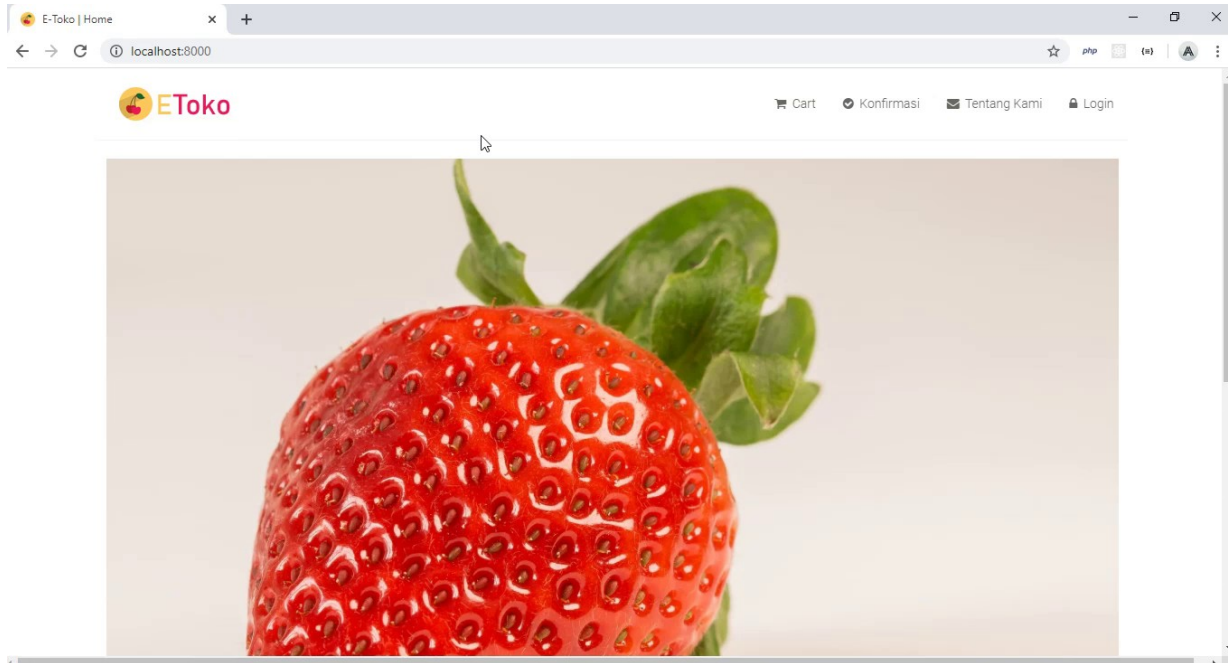 E-Toko | Home
localhost:8000
php
{=}
A
EToko
Cart Konfirmasi Tentang Kami Login